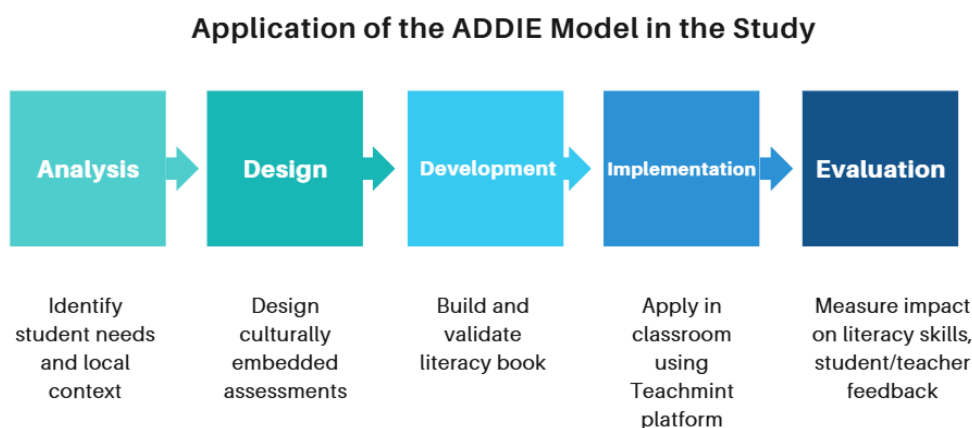 Application of the ADDIE Model in the Study
Analysis
Design
Development
Implementation
Evaluation
Identify
student needs
and local
context
Design
culturally
embedded
assessments
Build and
validate
literacy book
Apply in
classroom
using
Teachmint
platform
Measure impact
on literacy skills,
student/teacher
feedback